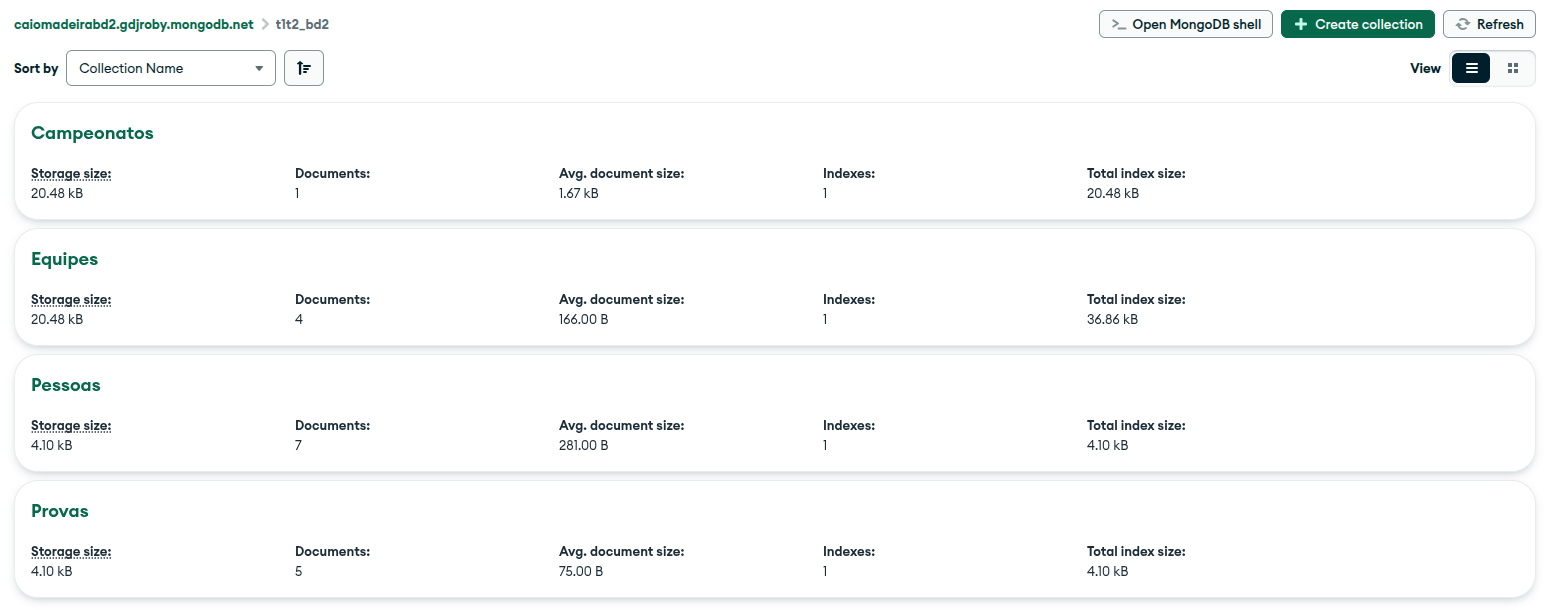 caiomadeirabd2.gdjroby.mongodb.net > t1t2_bd2
>_ Open MongoDB shell
+ Create collection
Refresh
Sort by Collection Name
View
Campeonatos
Storage size: Documents: Avg. document size: Indexes: Total index size:
20.48 kB 1 1.67 kB 1 20.48 kB
Equipes
Storage size: Documents: Avg. document size: Indexes: Total index size:
20.48 kB 4 166.00 B 1 36.86 kB
Pessoas
Storage size: Documents: Avg. document size: Indexes: Total index size:
4.10 kB 7 281.00 B 1 4.10 kB
Provas
Storage size: Documents: Avg. document size: Indexes: Total index size:
4.10 kB 5 75.00 B 1 4.10 kB